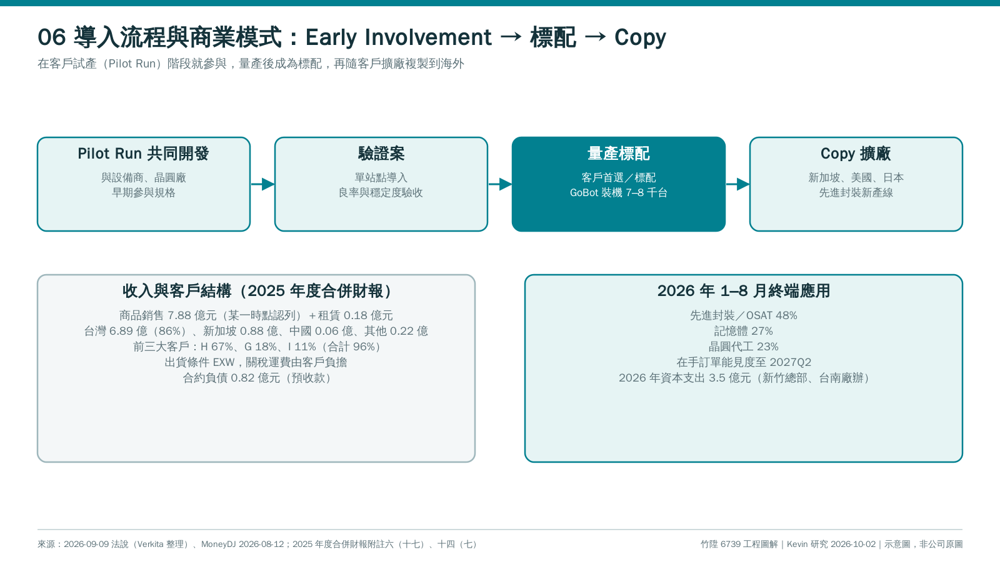 06 導入流程與商業模式：Early Involvement → 標配 → Copy
在客戶試產（Pilot Run）階段就參與，量產後成為標配，再隨客戶擴廠複製到海外
Pilot Run 共同開發
與設備商、晶圓廠
早期參與規格
驗證案
單站點導入
良率與穩定度驗收
量產標配
客戶首選／標配
GoBot 裝機 7–8 千台
Copy 擴廠
新加坡、美國、日本
先進封裝新產線
收入與客戶結構（2025 年度合併財報）
商品銷售 7.88 億元（某一時點認列）＋租賃 0.18 億元
台灣 6.89 億（86%）、新加坡 0.88 億、中國 0.06 億、其他 0.22 億
前三大客戶：H 67%、G 18%、I 11%（合計 96%）
出貨條件 EXW，關稅運費由客戶負擔
合約負債 0.82 億元（預收款）
2026 年 1–8 月終端應用
先進封裝／OSAT 48%
記憶體 27%
晶圓代工 23%
在手訂單能見度至 2027Q2
2026 年資本支出 3.5 億元（新竹總部、台南廠辦）
來源：2026-09-09 法說（Verkita 整理）、MoneyDJ 2026-08-12；2025 年度合併財報附註六（十七）、十四（七）
竹陞 6739 工程圖解｜Kevin 研究 2026-10-02｜示意圖，非公司原圖